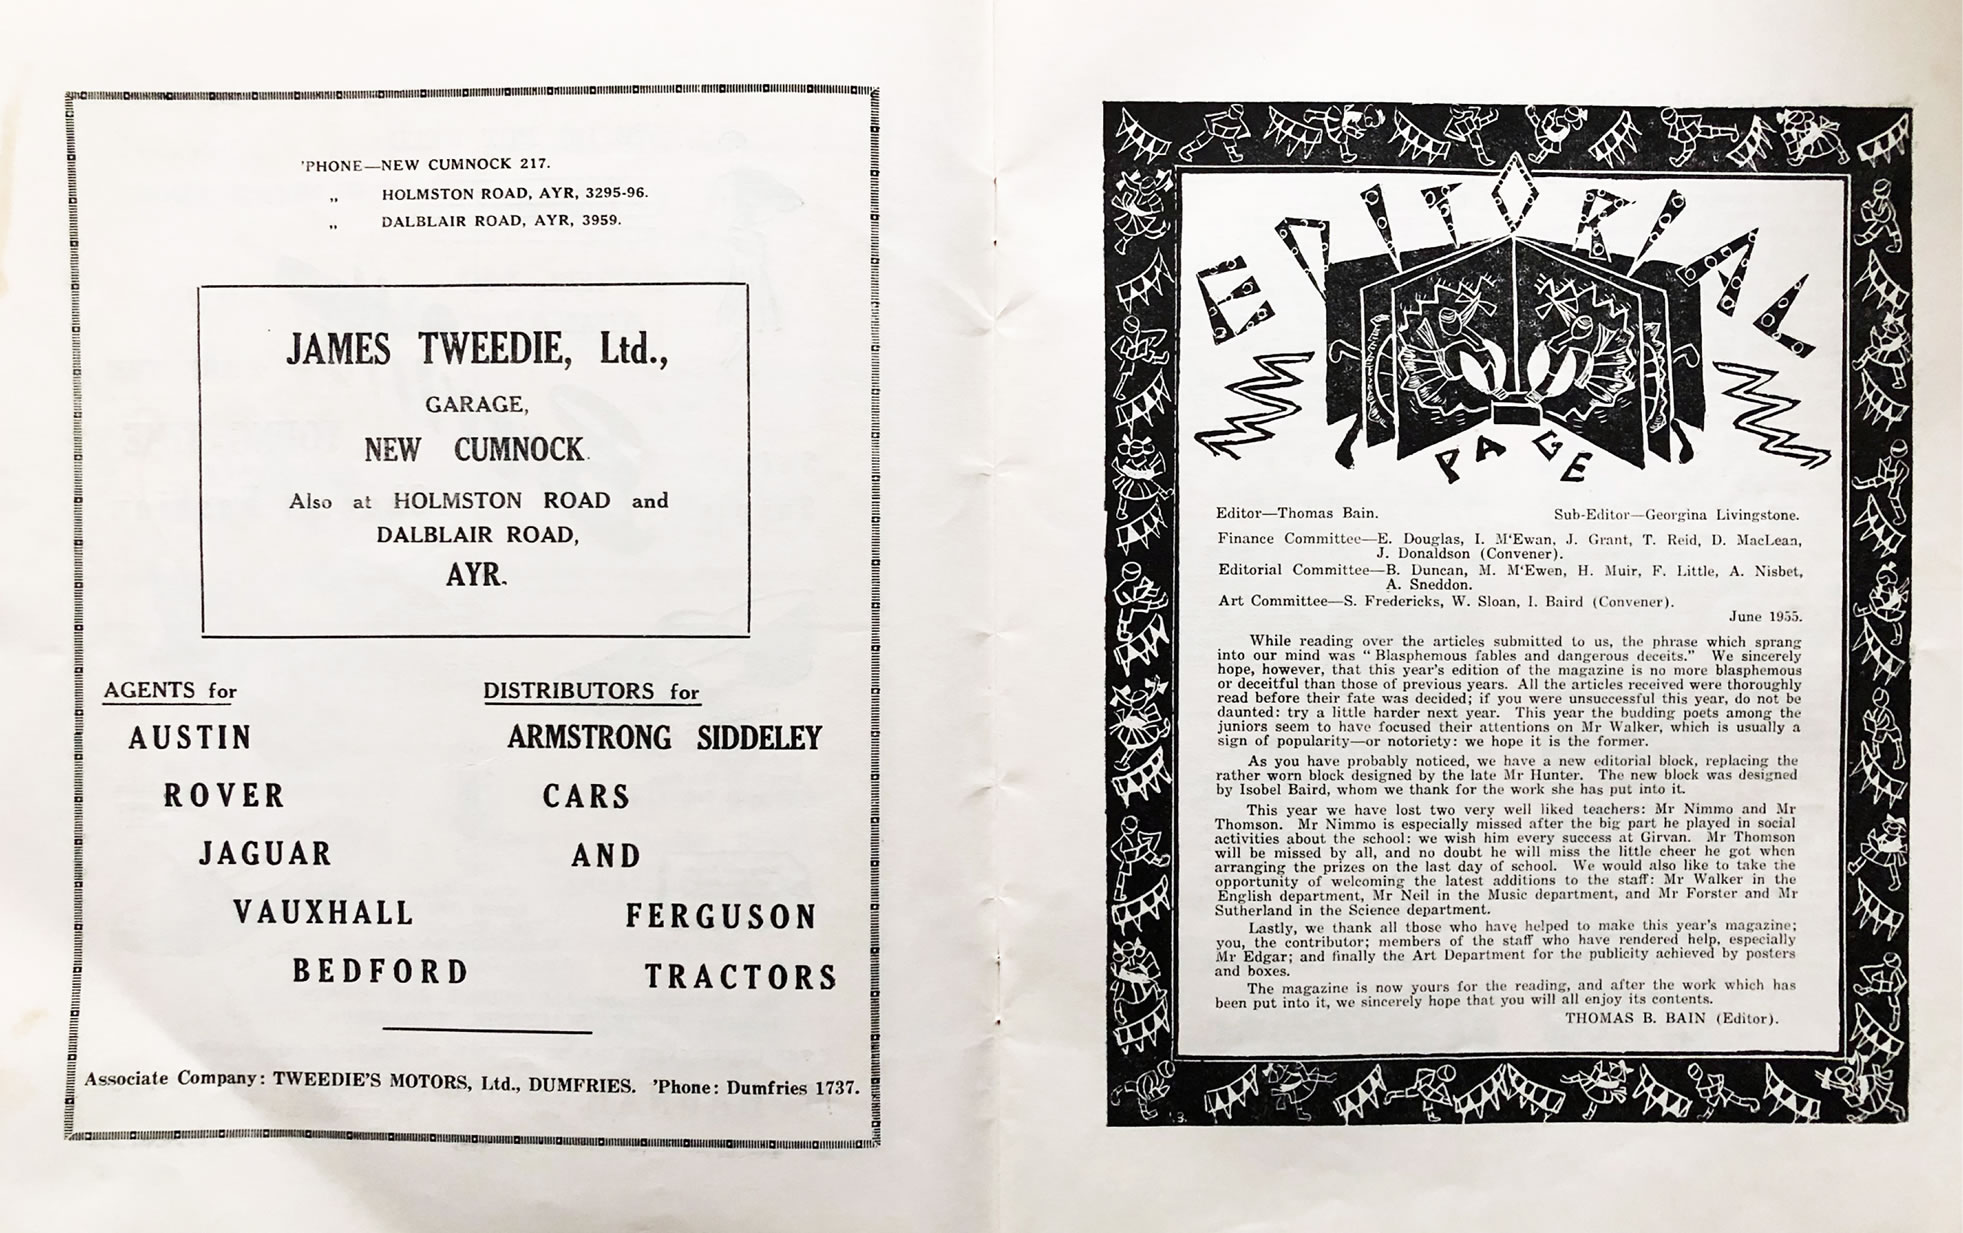 'PHONE—NEW CUMNOCK 217.
„ HOLMSTON ROAD, AYR, 3295-96.
„ DALBLAIR ROAD, AYR, 3959.
JAMES TWEEDIE, Ltd.,
GARAGE,
NEW CUMNOCK.
Also at HOLMSTON ROAD and
DALBLAIR ROAD,
AYR.
AGENTS for
AUSTIN
ROVER
JAGUAR
VAUXHALL
BEDFORD
DISTRIBUTORS for
ARMSTRONG SIDDELEY
CARS
AND
FERGUSON
TRACTORS
Associate Company: TWEEDIE'S MOTORS, Ltd., DUMFRIES. 'Phone: Dumfries 1737.
EDITORIAL
PAGE
Editor—Thomas Bain. Sub-Editor—Georgina Livingstone.
Finance Committee—E. Douglas, I. M'Ewan, J. Grant, T. Reid, D. MacLean,
J. Donaldson (Convener).
Editorial Committee—B. Duncan, M. M'Ewen, H. Muir, F. Little, A. Nisbet,
A. Sneddon.
Art Committee—S. Fredericks, W. Sloan, I. Baird (Convener).
June 1955.
While reading over the articles submitted to us, the phrase which sprang
into our mind was "Blasphemous fables and dangerous deceits." We sincerely
hope, however, that this year's edition of the magazine is no more blasphemous
or deceitful than those of previous years. All the articles received were thoroughly
read before their fate was decided; if you were unsuccessful this year, do not be
daunted: try a little harder next year. This year the budding poets among the
juniors seem to have focused their attentions on Mr Walker, which is usually a
sign of popularity—or notoriety: we hope it is the former.
As you have probably noticed, we have a new editorial block, replacing the
rather worn block designed by the late Mr Hunter. The new block was designed
by Isobel Baird, whom we thank for the work she has put into it.
This year we have lost two very well liked teachers: Mr Nimmo and Mr
Thomson. Mr Nimmo is especially missed after the big part he played in social
activities about the school: we wish him every success at Girvan. Mr Thomson
will be missed by all, and no doubt he will miss the little cheer he got when
arranging the prizes on the last day of school. We would also like to take the
opportunity of welcoming the latest additions to the staff: Mr Walker in the
English department, Mr Neil in the Music department, and Mr Forster and Mr
Sutherland in the Science department.
Lastly, we thank all those who have helped to make this year's magazine;
you, the contributor; members of the staff who have rendered help, especially
Mr Edgar; and finally the Art Department for the publicity achieved by posters
and boxes.
The magazine is now yours for the reading, and after the work which has
been put into it, we sincerely hope that you will all enjoy its contents.
THOMAS B. BAIN (Editor).